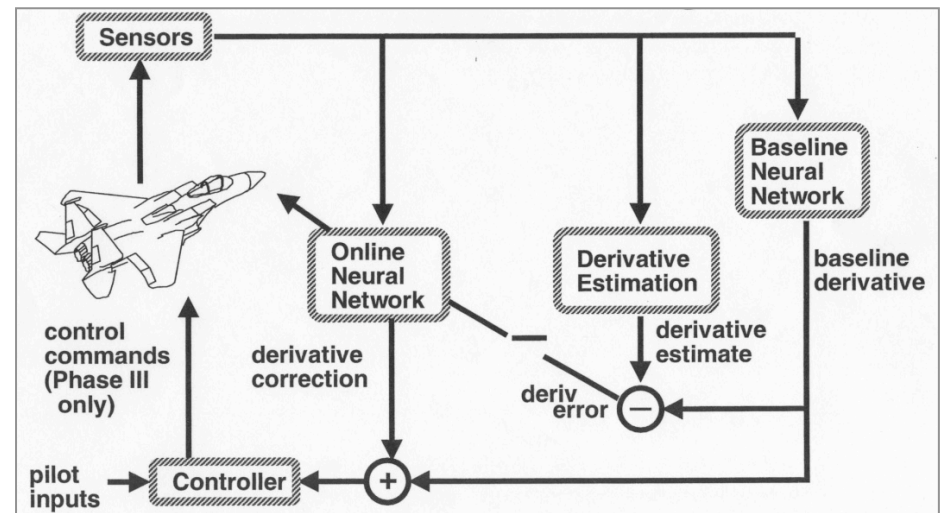 Sensors
Baseline
Neural
Network
Online
Neural
Network
Derivative
Estimation
baseline
derivative
control
commands
(Phase III
only)
derivative
correction
derivative
estimate
deriv
error
−
+
pilot
inputs
Controller